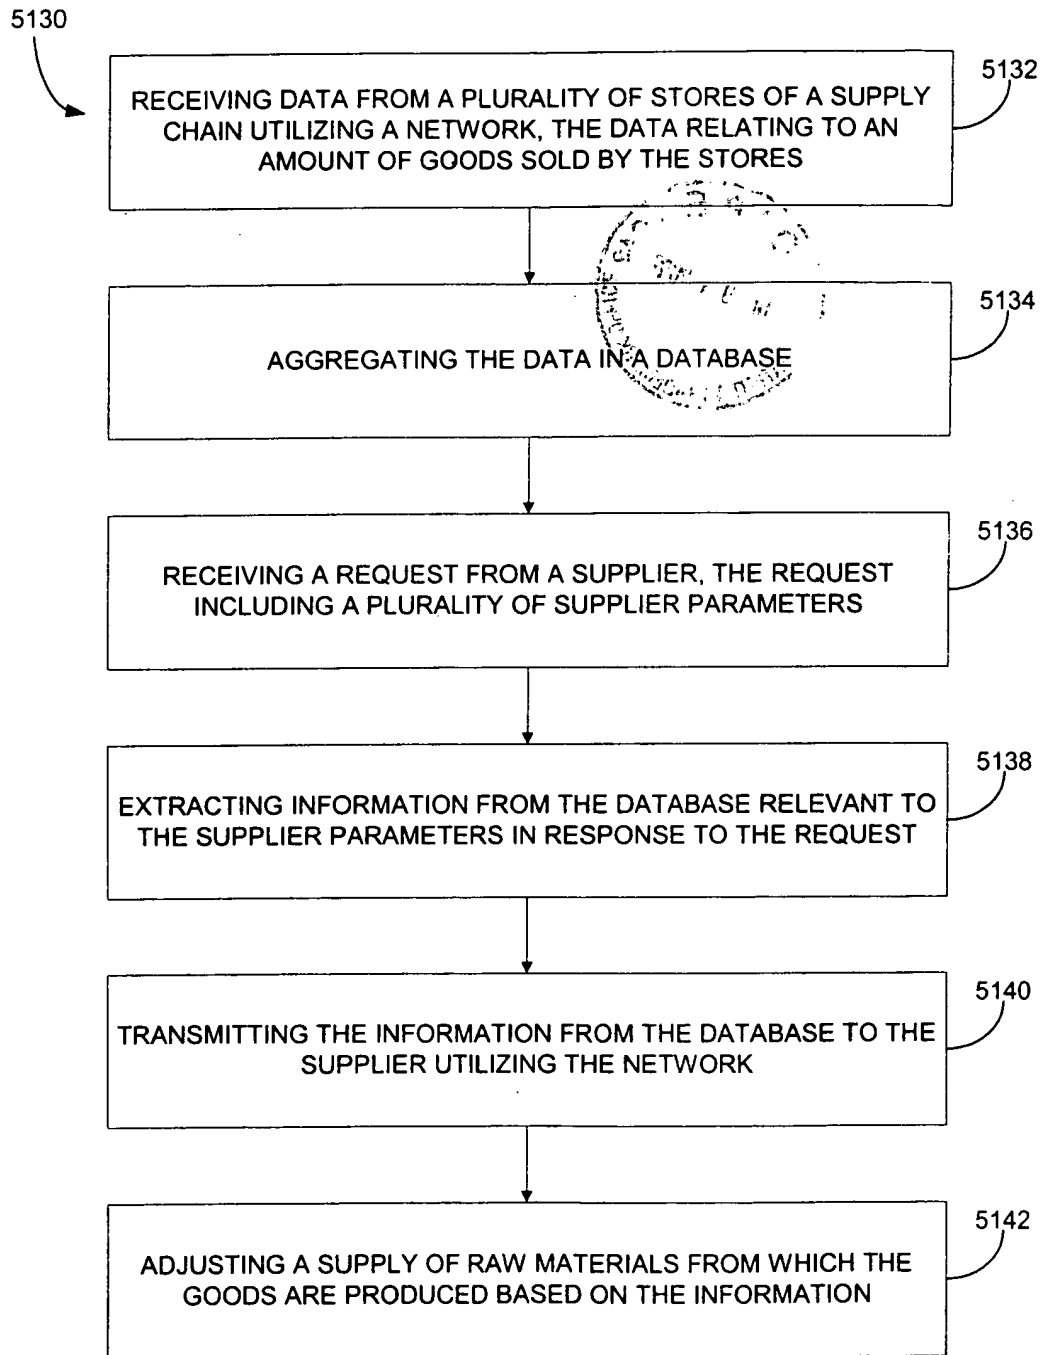 5130
5132
RECEIVING DATA FROM A PLURALITY OF STORES OF A SUPPLY
CHAIN UTILIZING A NETWORK, THE DATA RELATING TO AN
AMOUNT OF GOODS SOLD BY THE STORES
5134
AGGREGATING THE DATA IN A DATABASE
5136
RECEIVING A REQUEST FROM A SUPPLIER, THE REQUEST
INCLUDING A PLURALITY OF SUPPLIER PARAMETERS
5138
EXTRACTING INFORMATION FROM THE DATABASE RELEVANT TO
THE SUPPLIER PARAMETERS IN RESPONSE TO THE REQUEST
5140
TRANSMITTING THE INFORMATION FROM THE DATABASE TO THE
SUPPLIER UTILIZING THE NETWORK
5142
ADJUSTING A SUPPLY OF RAW MATERIALS FROM WHICH THE
GOODS ARE PRODUCED BASED ON THE INFORMATION